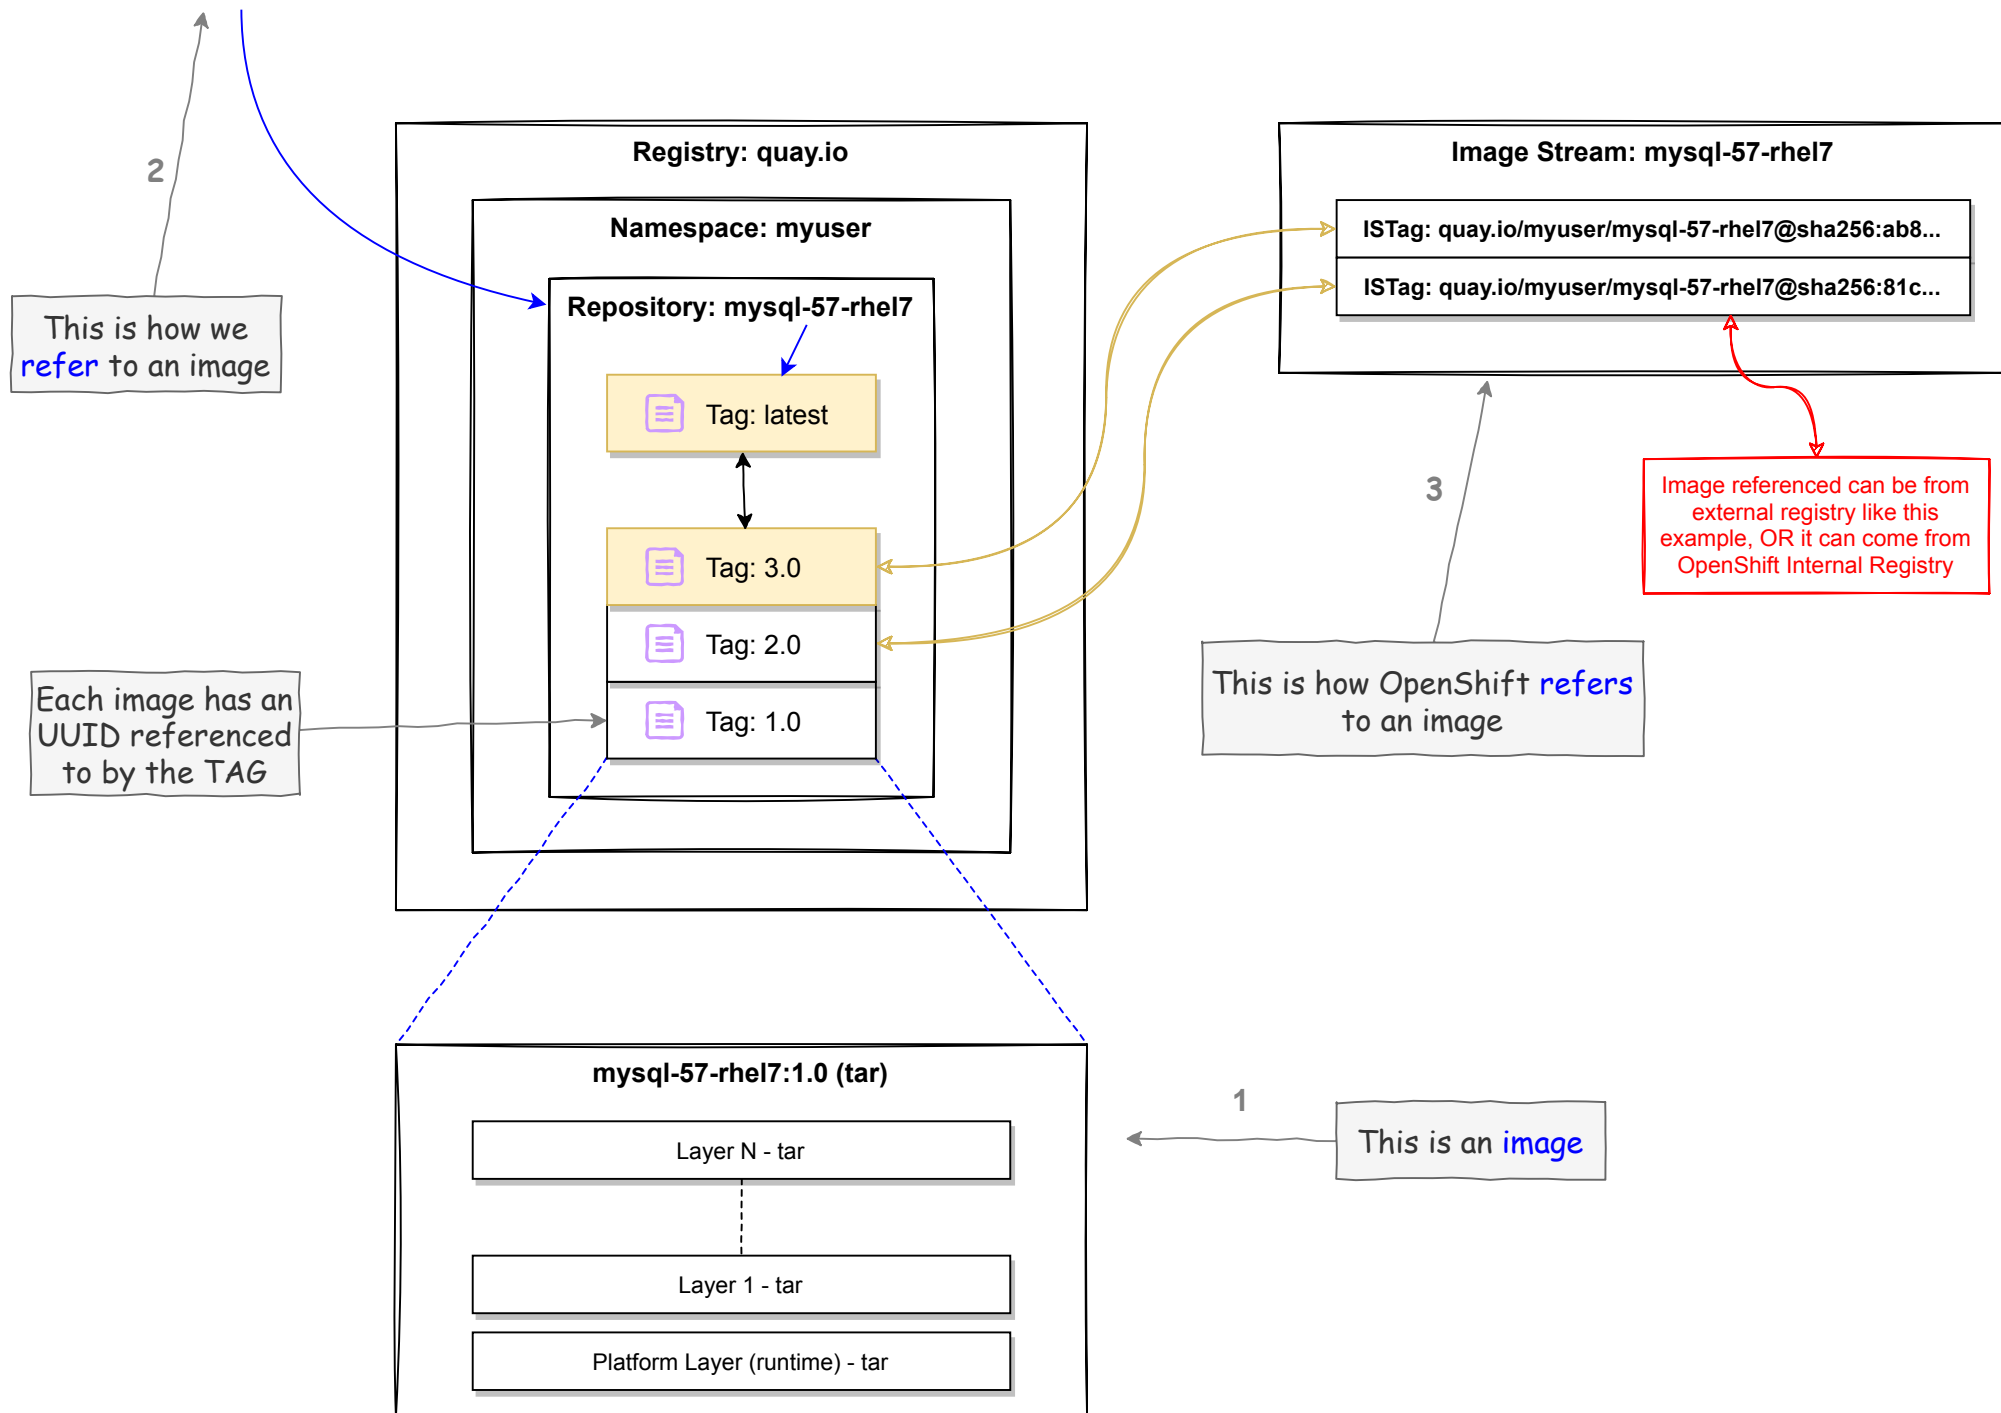 2
Registry: quay.io
Image Stream: mysql-57-rhel7
Namespace: myuser
ISTag: quay.io/myuser/mysql-57-rhel7@sha256:ab8...
ISTag: quay.io/myuser/mysql-57-rhel7@sha256:81c...
Repository: mysql-57-rhel7
This is how we
refer to an image
Tag: latest
3
Image referenced can be from
external registry like this
example, OR it can come from
OpenShift Internal Registry
Tag: 3.0
Tag: 2.0
Tag: 1.0
This is how OpenShift refers
to an image
Each image has an
UUID referenced
to by the TAG
mysql-57-rhel7:1.0 (tar)
1
This is an image
Layer N - tar
Layer 1 - tar
Platform Layer (runtime) - tar